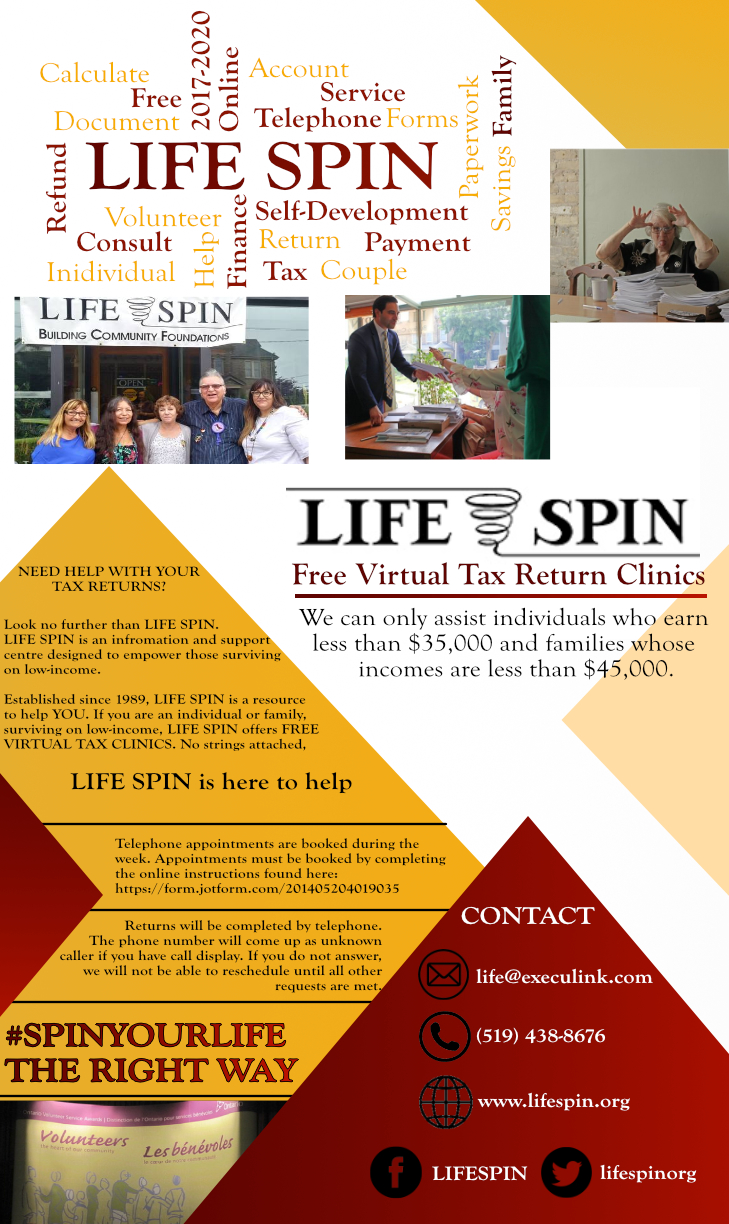 Calculate
Free
Document
2017-2020
Online
Account
Service
Telephone Forms
Paperwork
Family
Savings
Refund
LIFE SPIN
Volunteer
Consult
Inidividual
Help
Finance
Self-Development
Return
Payment
Tax
Couple
LIFE SPIN
BUILDING COMMUNITY FOUNDATIONS
OPEN
LIFE SPIN
Free Virtual Tax Return Clinics
We can only assist individuals who earn
less than $35,000 and families whose
incomes are less than $45,000.
NEED HELP WITH YOUR
TAX RETURNS?
Look no further than LIFE SPIN.
LIFE SPIN is an infromation and support
centre designed to empower those surviving
on low-income.
Established since 1989, LIFE SPIN is a resource
to help YOU. If you are an individual or family,
surviving on low-income, LIFE SPIN offers FREE
VIRTUAL TAX CLINICS. No strings attached,
LIFE SPIN is here to help
Telephone appointments are booked during the
week. Appointments must be booked by completing
the online instructions found here:
https://form.jotform.com/201405204019035
Returns will be completed by telephone.
The phone number will come up as unknown
caller if you have call display. If you do not answer,
we will not be able to reschedule until all other
requests are met.
#SPINYOURLIFE
THE RIGHT WAY
Volunteers
the heart of our community
Les bénévoles
CONTACT
life@execulink.com
(519) 438-8676
www.lifespin.org
LIFESPIN
lifespinorg